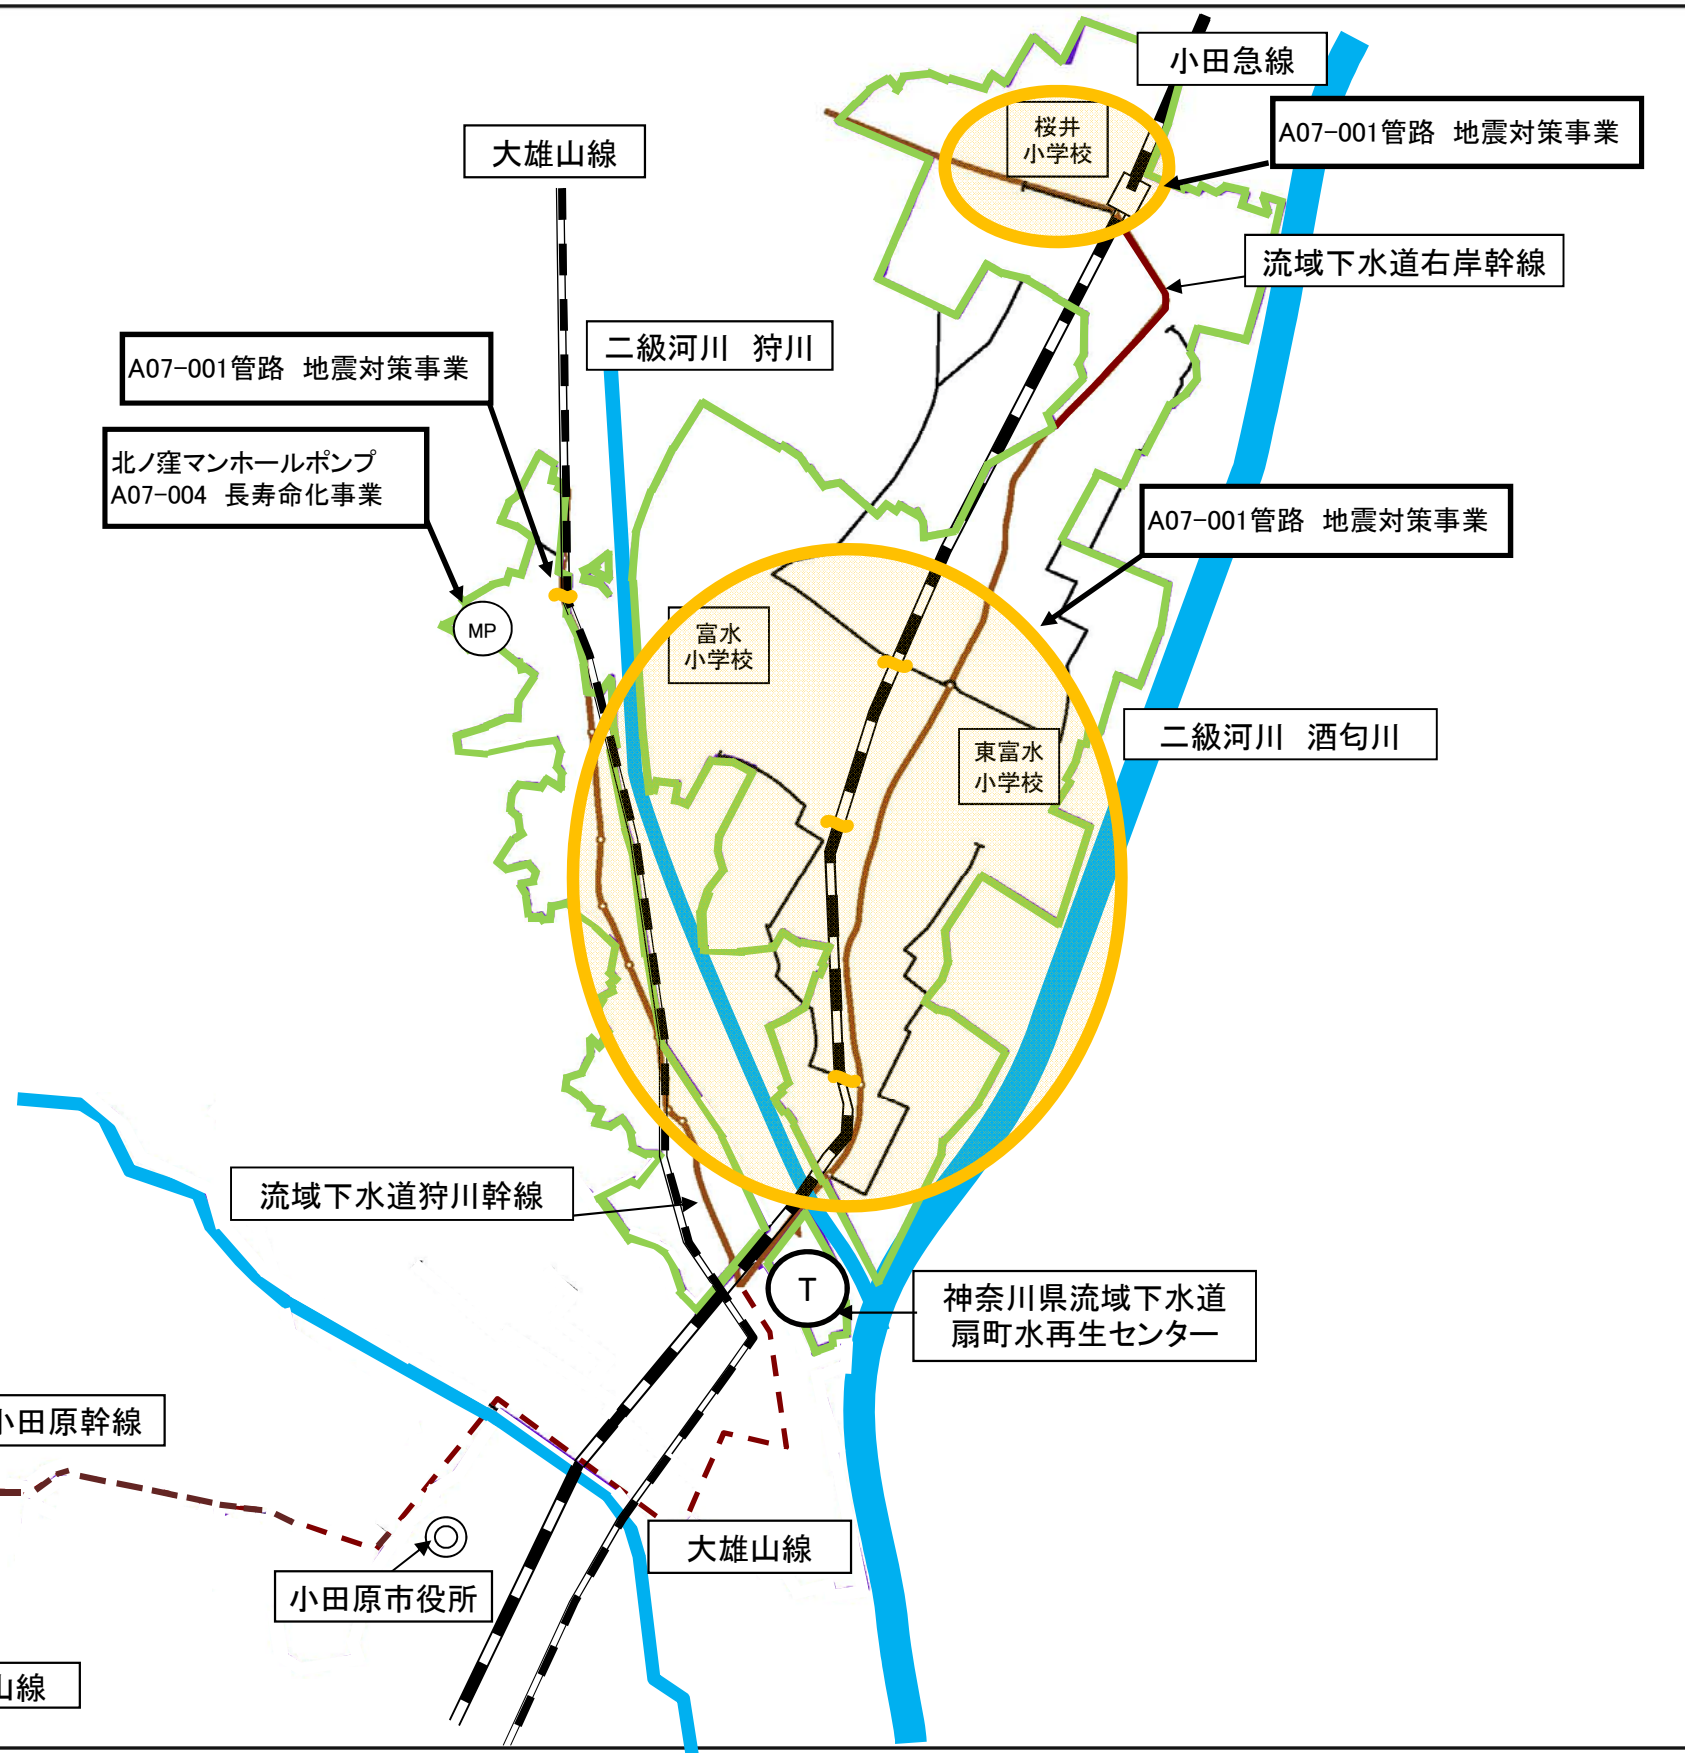 小田急線
桜井
小学校
A07-001管路 地震対策事業
大雄山線
流域下水道右岸幹線
二級河川 狩川
A07-001管路 地震対策事業
北ノ窪マンホールポンプ
A07-004 長寿命化事業
A07-001管路 地震対策事業
MP
富水
小学校
東富水
小学校
二級河川 酒匂川
流域下水道狩川幹線
T
神奈川県流域下水道
扇町水再生センター
小田原幹線
大雄山線
小田原市役所
山線